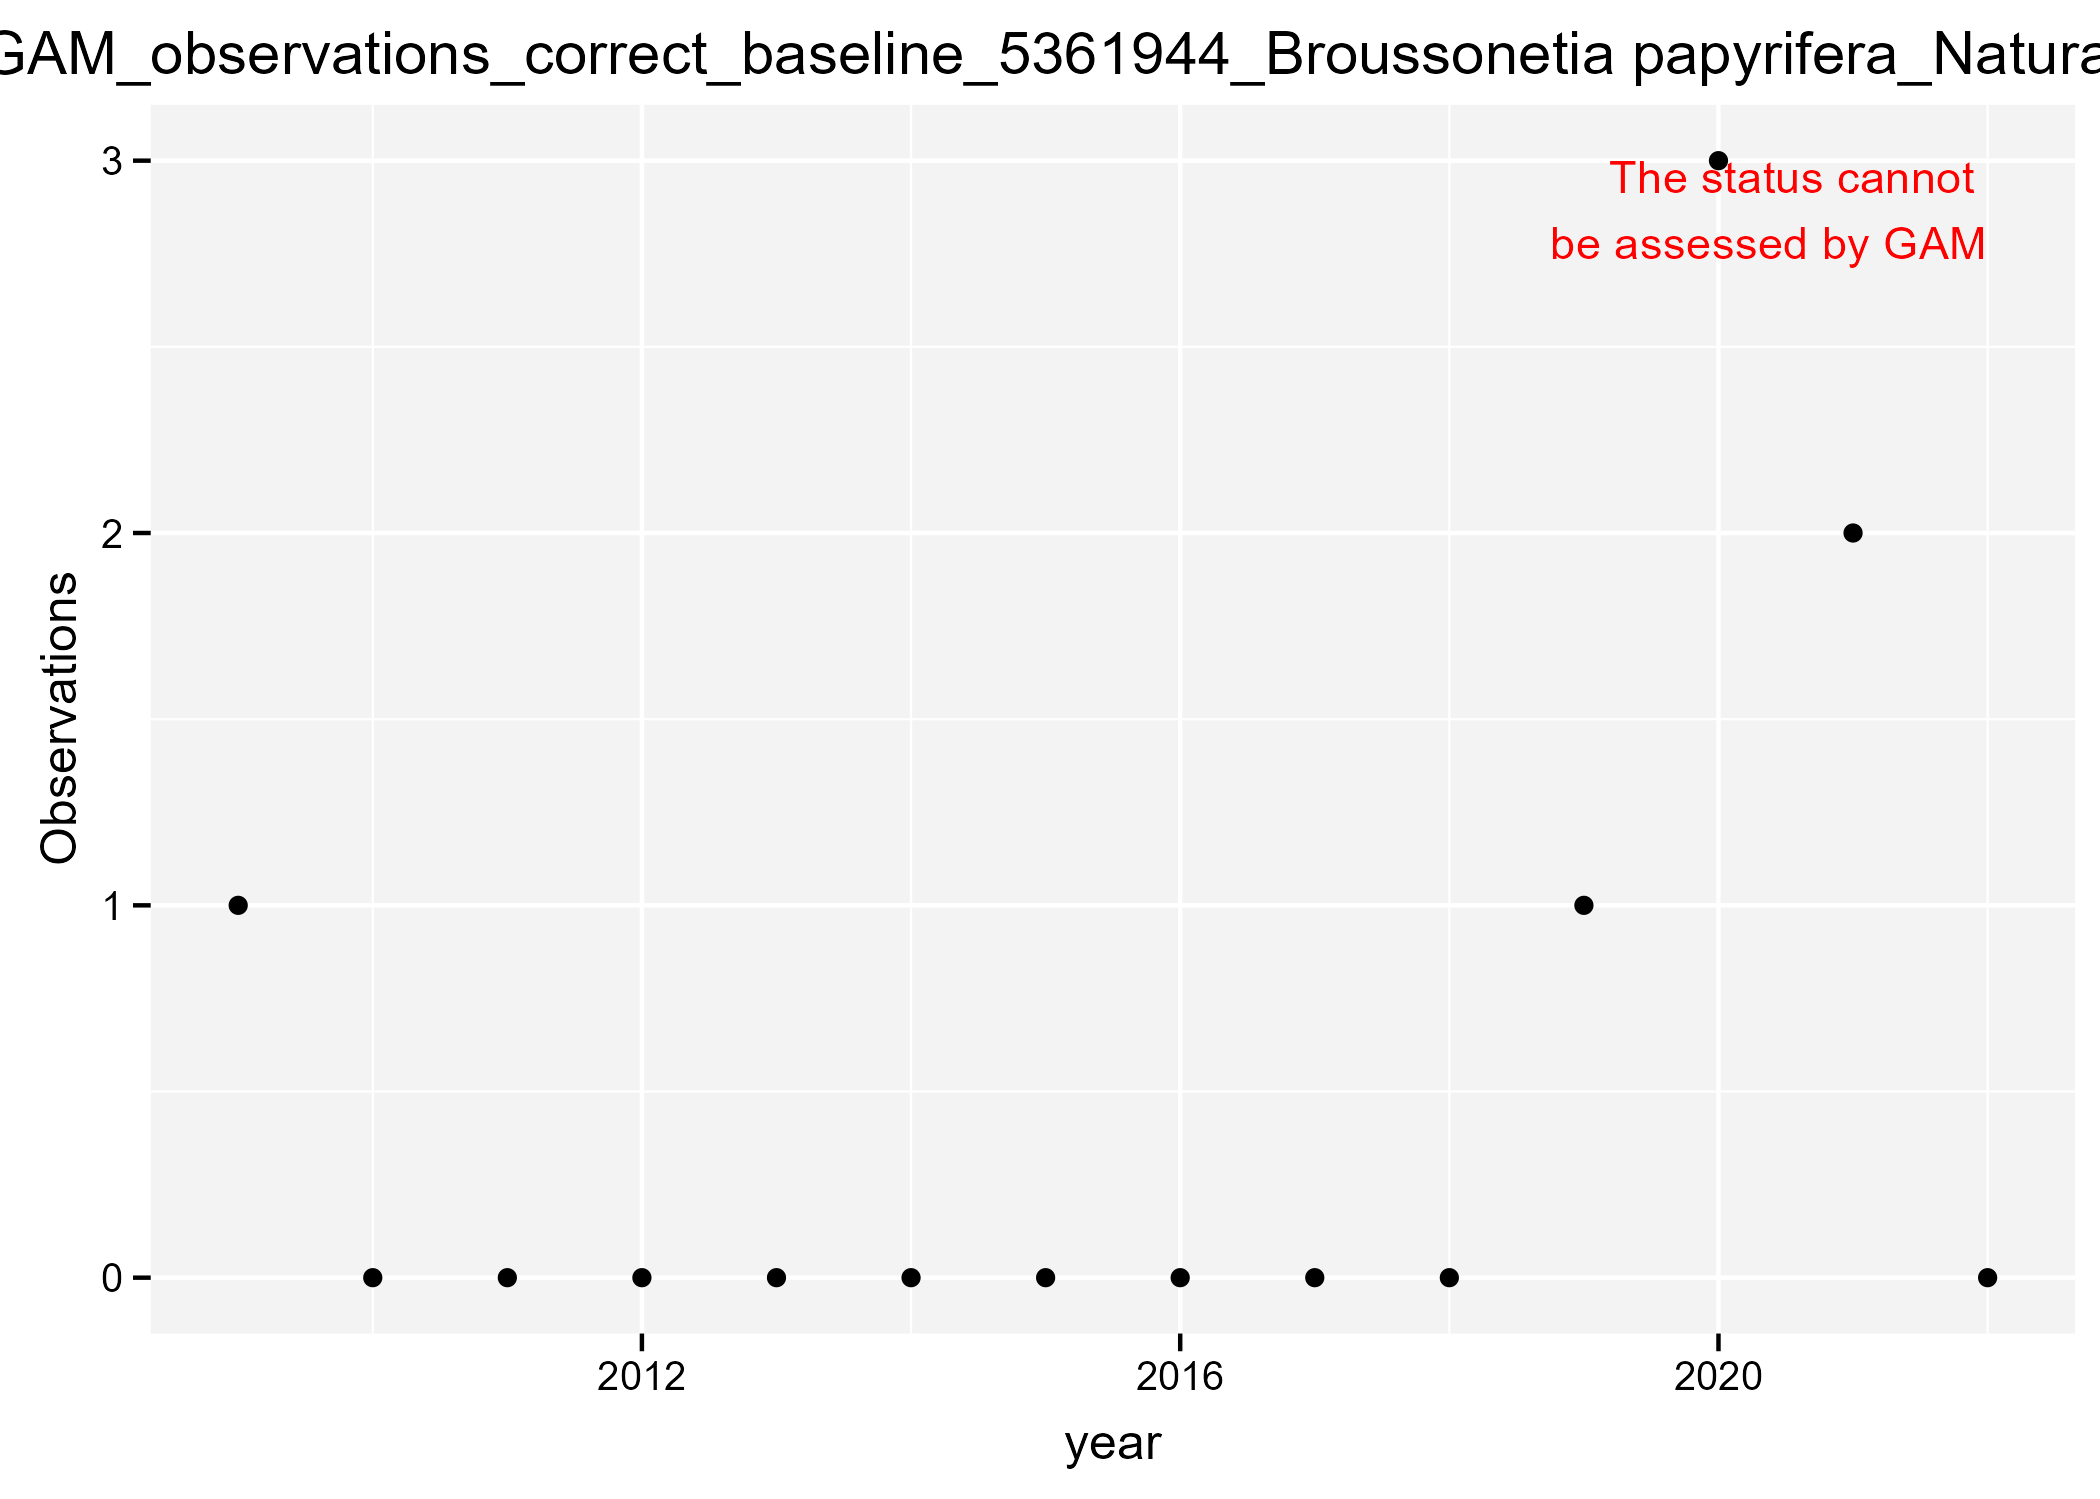 GAM_observations_correct_baseline_5361944_Broussonetia papyrifera_Natura
3
The status cannot
be assessed by GAM
2
Observations
1
0
2012 2016 2020
year